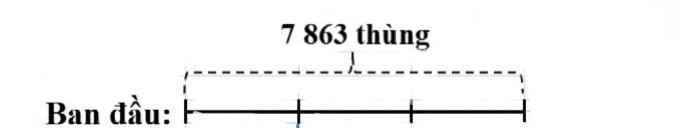 7 863 thùng
Ban đầu: